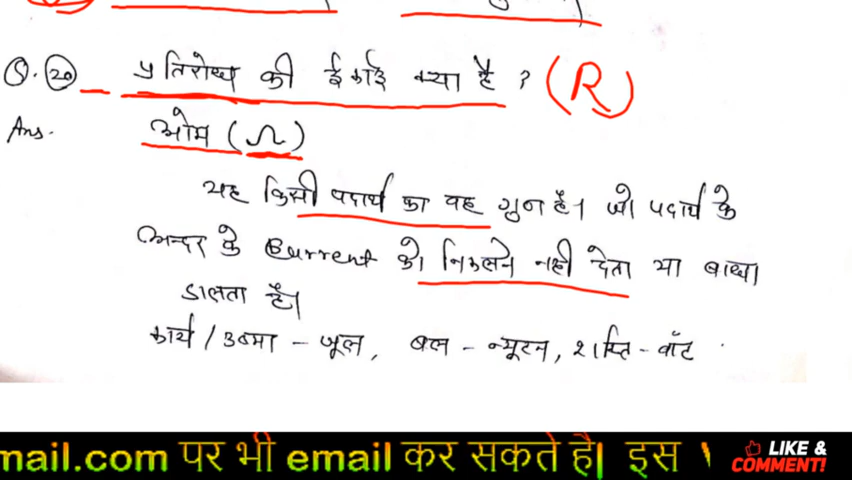 Q. 20 प्रतिरोध की ईकाई क्या है ? (R)
Ans. ओम (Ω)
यह किसी पदार्थ का वह गुन है। जो पदार्थ के
अन्दर के Current को निकलने नही देता या बाधा
डालता है।
कार्य / उष्मा - जूल, बल - न्यूटन, शक्ति - वॉट
mail.com पर भी email कर सकते है। इस
LIKE &
COMMENT!